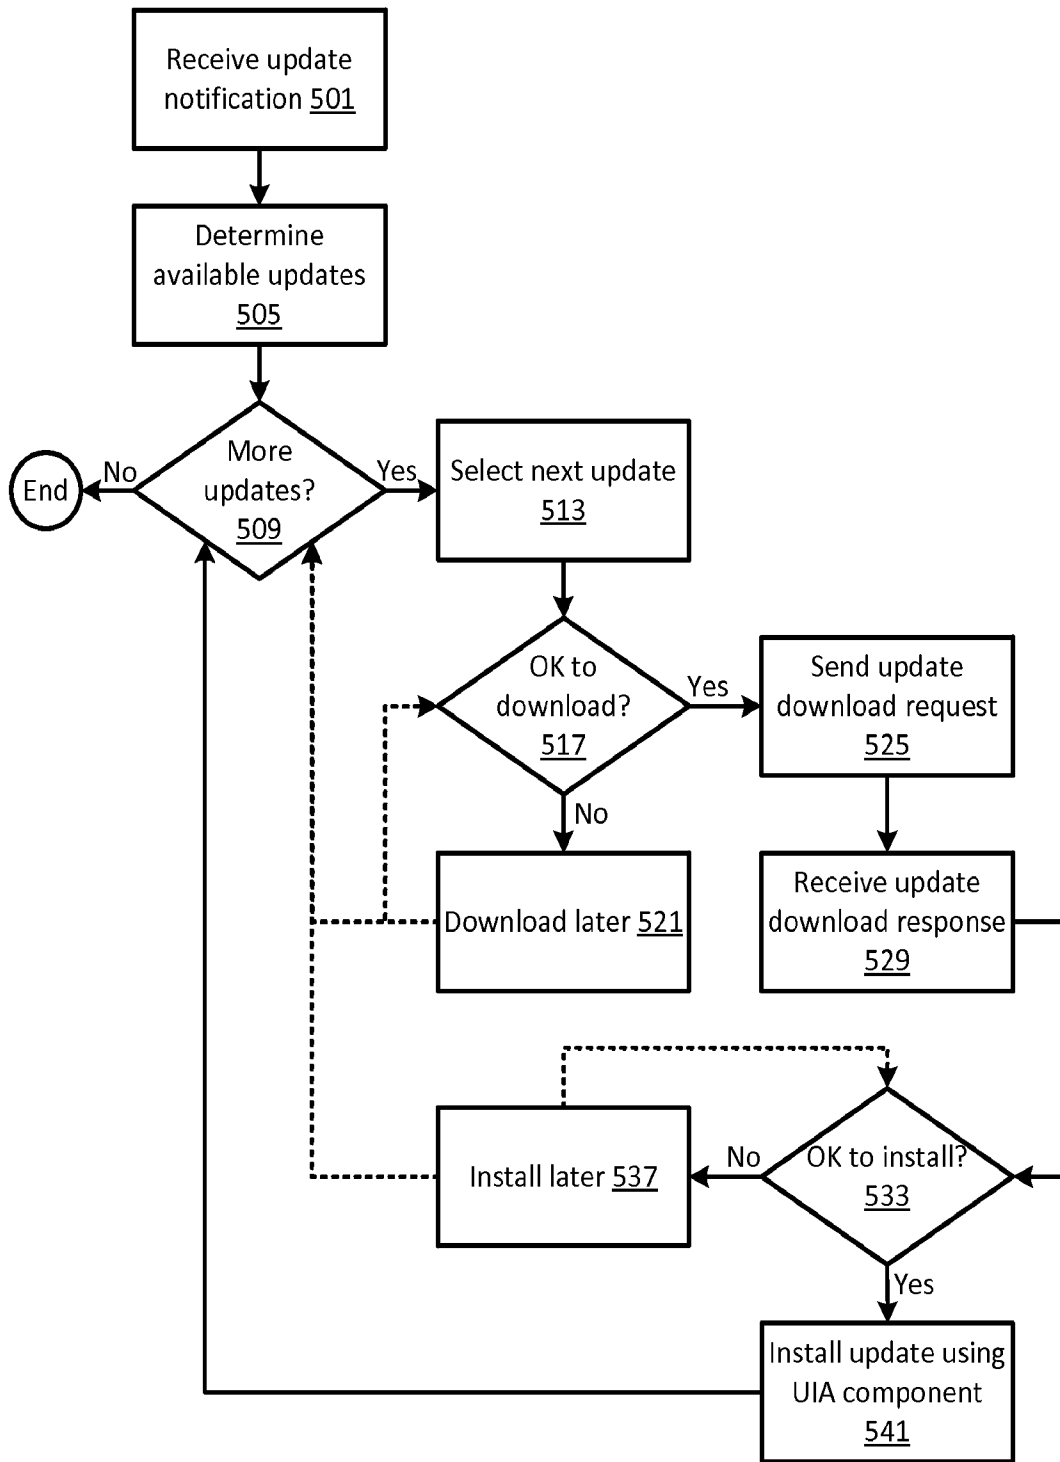 Receive update
notification 501
Determine
available updates
505
More
updates?
509
No
End
Yes
Select next update
513
OK to
download?
517
Yes
Send update
download request
525
No
Download later 521
Receive update
download response
529
Install later 537
No
OK to install?
533
Yes
Install update using
UIA component
541